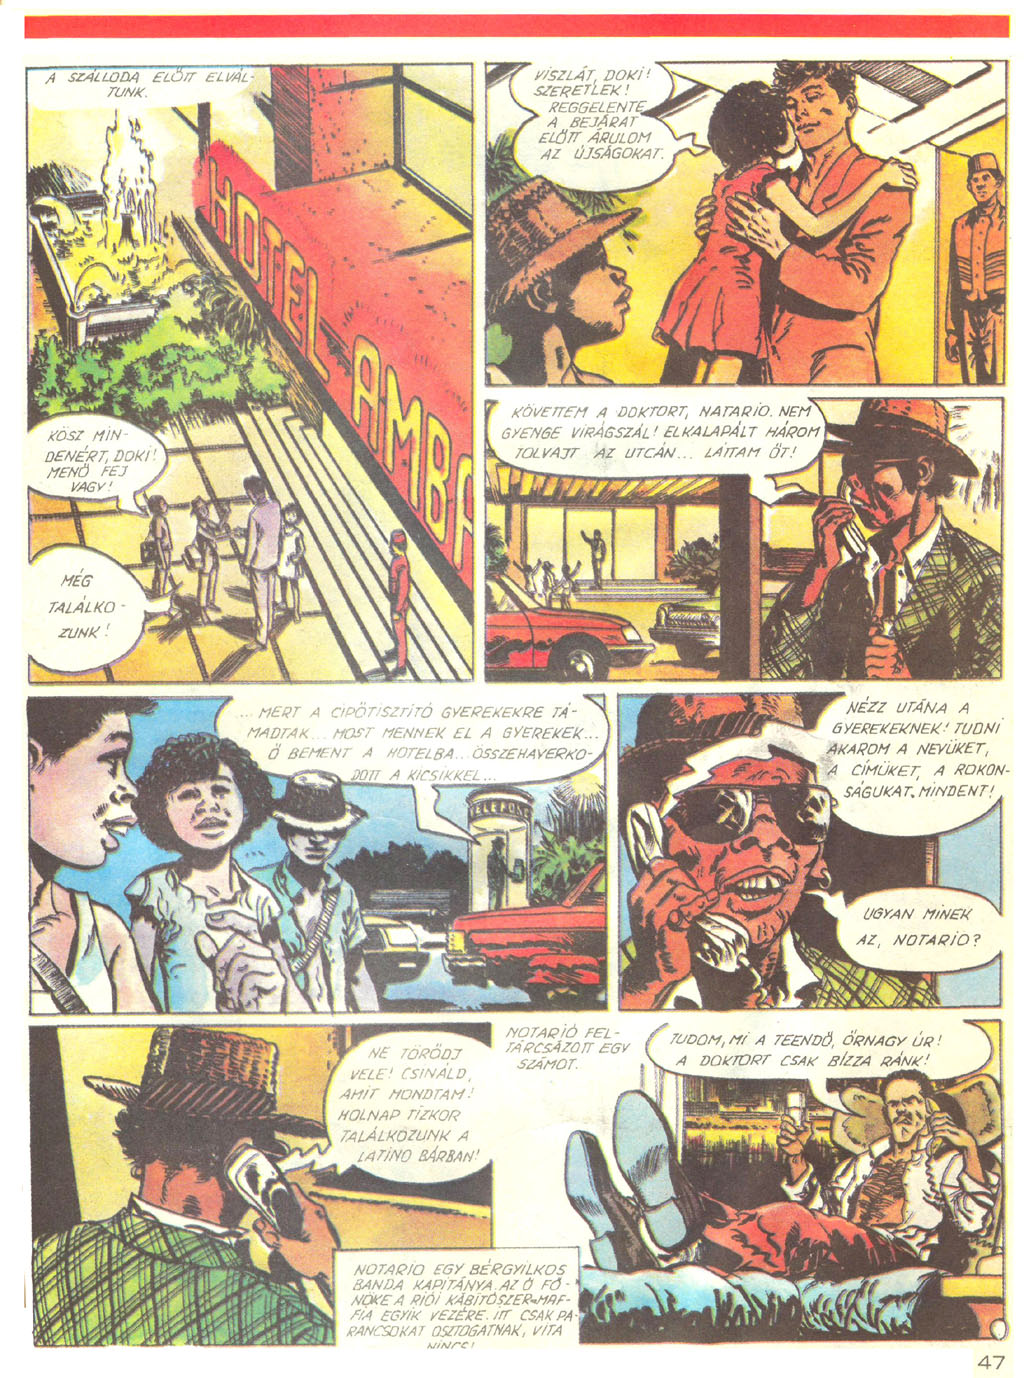 A SZÁLLODA ELŐTT ELVÁL-
TUNK.
HOTEL AMBA
KÖSZ MIN-
DENÉRT, DOKI!
MENŐ FEJ
VAGY!
MÉG
TALÁLKO-
ZUNK!
VISZLÁT, DOKI!
SZERETLEK!
REGGELENTE
A BEJÁRAT
ELŐTT ÁRULOM
AZ ÚJSÁGOKAT.
KÖVETTEM A DOKTORT, NATARIO. NEM
GYENGE VIRÁGSZÁL! ELKALAPÁLT HÁROM
TOLVAJT AZ UTCÁN... LÁTTAM ŐT!
... MERT A CIPŐTISZTÍTÓ GYEREKEKRE TÁ-
MADTAK... MOST MENNEK EL A GYEREKEK...
Ő BEMENT A HOTELBA... ÖSSZEHAVERKO-
DOTT A KICSIKKEL...
TELEFONE
NÉZZ UTÁNA A
GYEREKEKNEK! TUDNI
AKAROM A NEVÜKET,
A CÍMÜKET, A ROKON-
SÁGUKAT, MINDENT!
UGYAN MINEK
AZ, NOTARIO?
NE TÖRŐDJ
VELE! CSINÁLD,
AMIT MONDTAM!
HOLNAP TÍZKOR
TALÁLKOZUNK A
LATINO BÁRBAN!
NOTARIO EGY BÉRGYILKOS
BANDA KAPITÁNYA. AZ Ő FŐ-
NÖKE A RIÓI KÁBÍTÓSZER-MAF-
FIA EGYIK VEZÉRE. ITT CSAK PA-
RANCSOKAT OSZTOGATNAK, VITA
NINCS!
NOTARIÓ FEL-
TÁRCSÁZOTT EGY
SZÁMOT.
TUDOM, MI A TEENDŐ, ŐRNAGY ÚR!
A DOKTORT CSAK BÍZZA RÁNK!
47